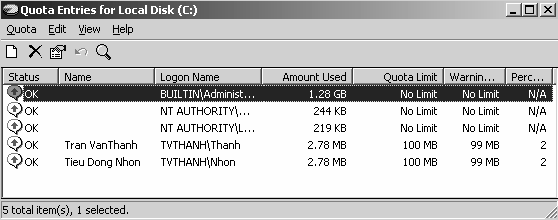 Quota Entries for Local Disk (C:)
Quota Edit View Help
Status Name Logon Name Amount Used Quota Limit Warnin... Perc...
OK BUILTIN\Administ... 1.28 GB No Limit No Limit N/A
OK NT AUTHORITY\... 244 KB No Limit No Limit N/A
OK NT AUTHORITY\L... 219 KB No Limit No Limit N/A
OK Tran VanThanh TVTHANH\Thanh 2.78 MB 100 MB 99 MB 2
OK Tieu Dong Nhon TVTHANH\Nhon 2.78 MB 100 MB 99 MB 2
5 total item(s), 1 selected.